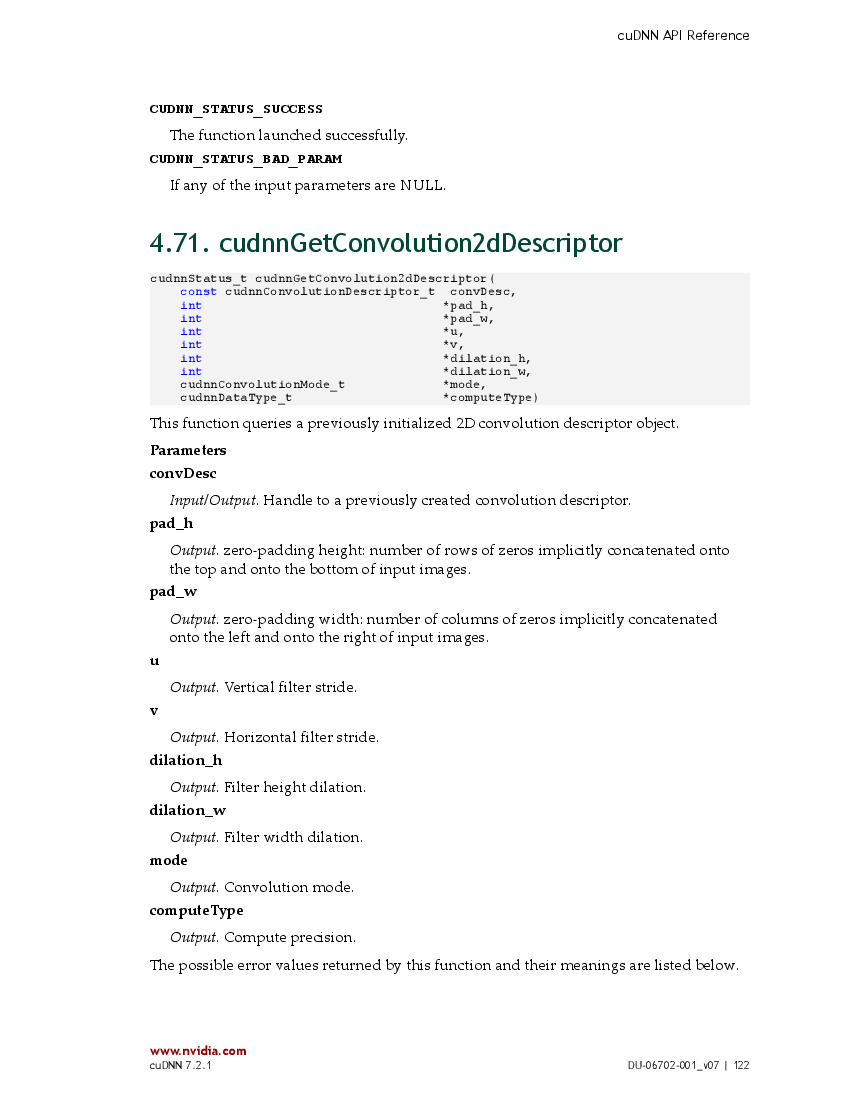 cuDNN API Reference
CUDNN_STATUS_SUCCESS
The function launched successfully.
CUDNN_STATUS_BAD_PARAM
If any of the input parameters are NULL.
4.71. cudnnGetConvolution2dDescriptor
cudnnStatus_t cudnnGetConvolution2dDescriptor(
const cudnnConvolutionDescriptor_t convDesc,
int *pad_h,
int *pad_w,
int *u,
int *v,
int *dilation_h,
int *dilation_w,
cudnnConvolutionMode_t *mode,
cudnnDataType_t *computeType)
This function queries a previously initialized 2D convolution descriptor object.
Parameters
convDesc
Input/Output. Handle to a previously created convolution descriptor.
pad_h
Output. zero-padding height: number of rows of zeros implicitly concatenated onto
the top and onto the bottom of input images.
pad_w
Output. zero-padding width: number of columns of zeros implicitly concatenated
onto the left and onto the right of input images.
u
Output. Vertical filter stride.
v
Output. Horizontal filter stride.
dilation_h
Output. Filter height dilation.
dilation_w
Output. Filter width dilation.
mode
Output. Convolution mode.
computeType
Output. Compute precision.
The possible error values returned by this function and their meanings are listed below.
www.nvidia.com
cuDNN 7.2.1 DU-06702-001_v07 | 122